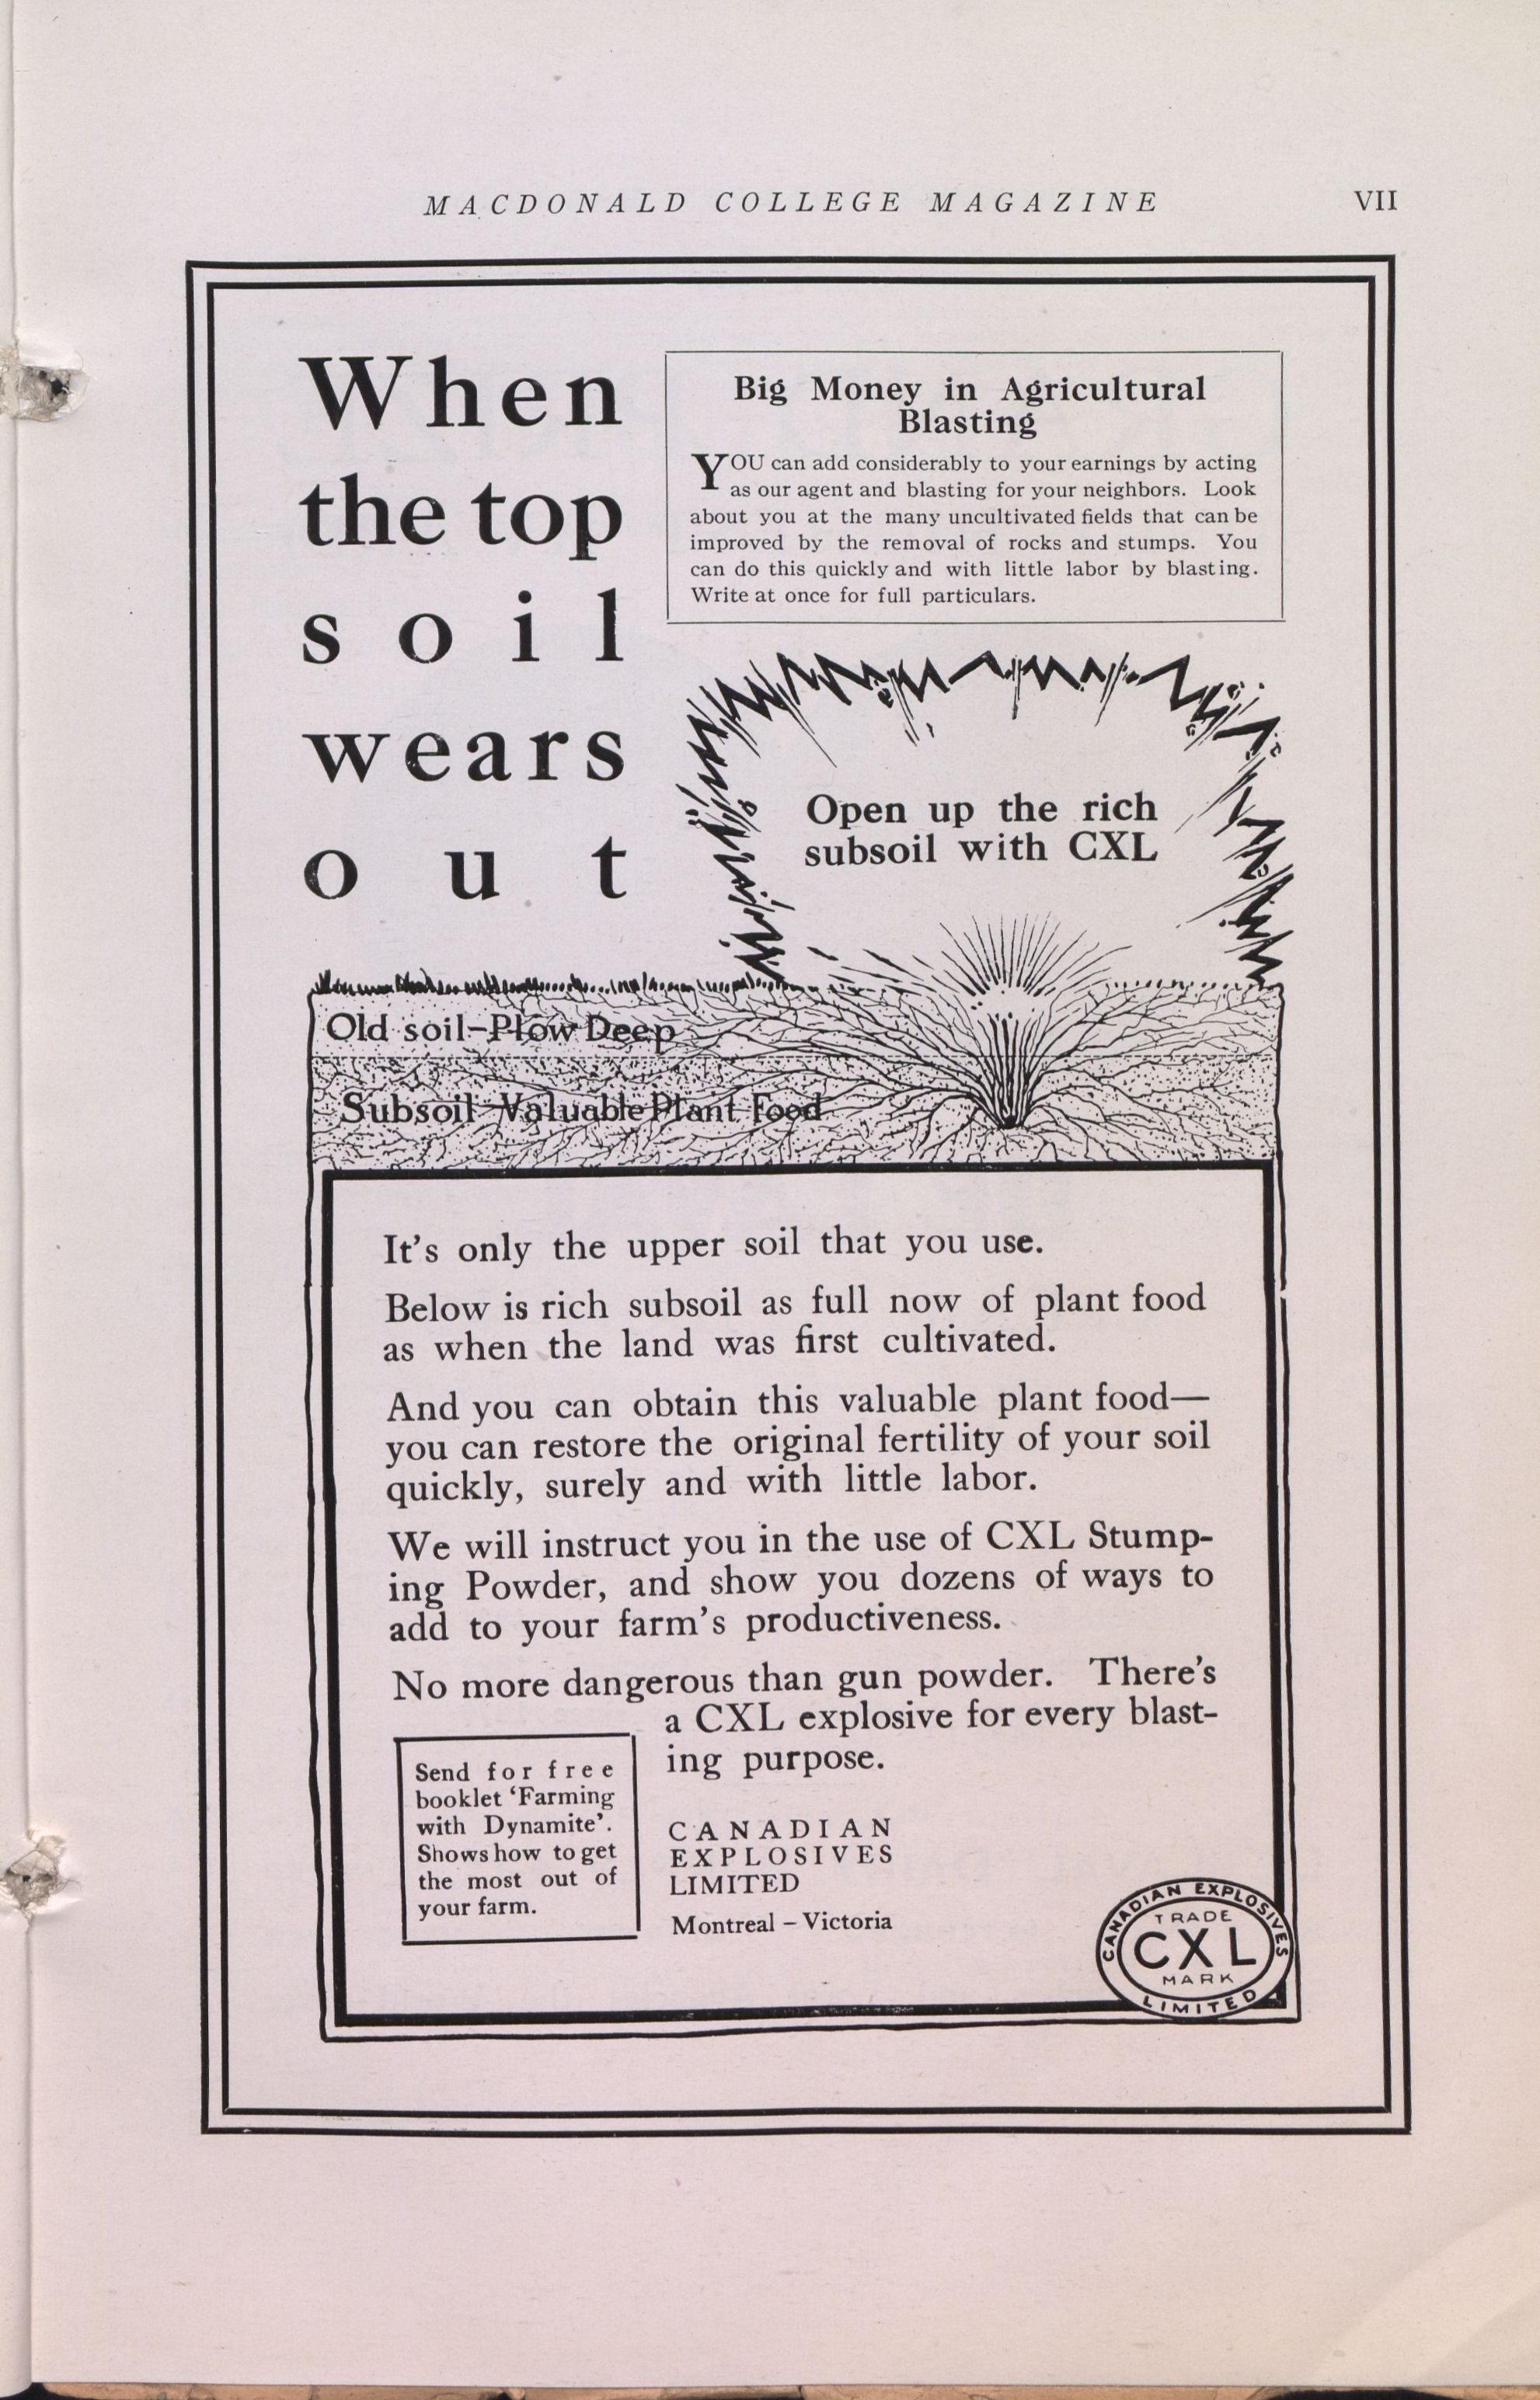 MACDONALD COLLEGE MAGAZINE
VII
When
the top
soil
wears
out
Big Money in Agricultural
Blasting
YOU can add considerably to your earnings by acting
as our agent and blasting for your neighbors. Look
about you at the many uncultivated fields that can be
improved by the removal of rocks and stumps. You
can do this quickly and with little labor by blasting.
Write at once for full particulars.
Open up the rich
subsoil with CXL
Old soil-Plow Deep
Subsoil-Valuable Plant Food
It's only the upper soil that you use.
Below is rich subsoil as full now of plant food
as when the land was first cultivated.
And you can obtain this valuable plant food—
you can restore the original fertility of your soil
quickly, surely and with little labor.
We will instruct you in the use of CXL Stump-
ing Powder, and show you dozens of ways to
add to your farm's productiveness.
No more dangerous than gun powder. There's
a CXL explosive for every blast-
ing purpose.
Send for free
booklet ‘Farming
with Dynamite’.
Shows how to get
the most out of
your farm.
CANADIAN
EXPLOSIVES
LIMITED
Montreal – Victoria
CANADIAN EXPLOSIVES
TRADE
CXL
MARK
LIMITED